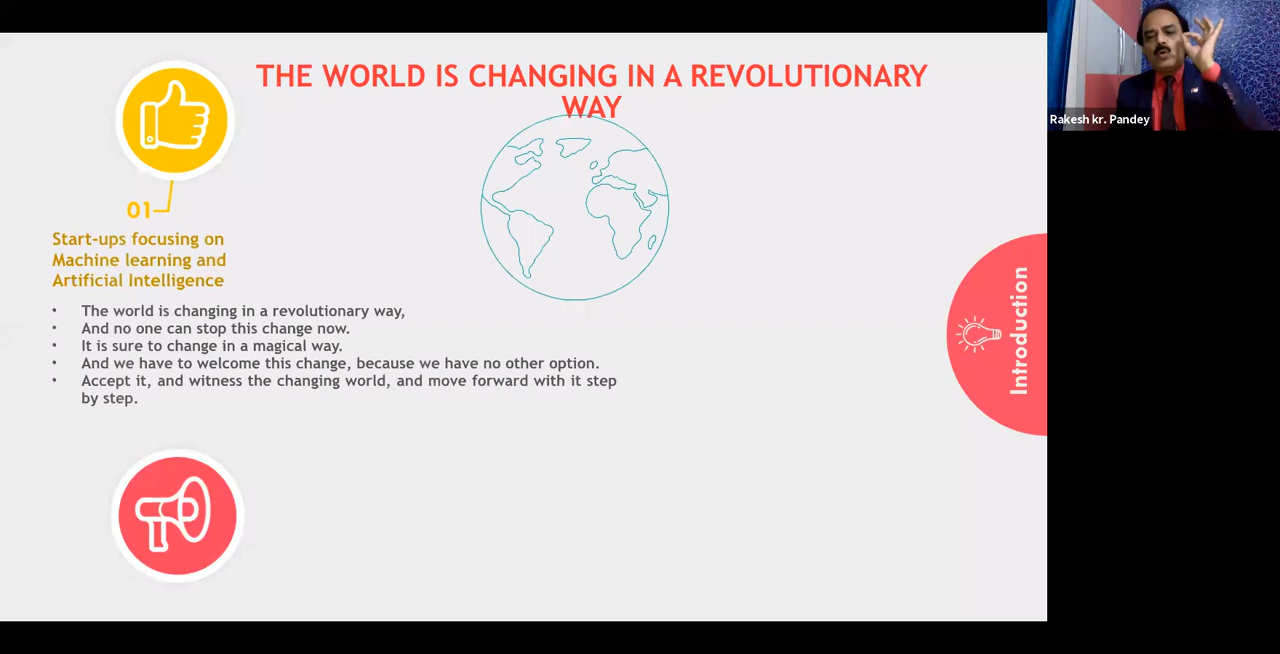 THE WORLD IS CHANGING IN A REVOLUTIONARY
WAY
Rakesh kr. Pandey
01
Start-ups focusing on
Machine learning and
Artificial Intelligence
• The world is changing in a revolutionary way,
• And no one can stop this change now.
• It is sure to change in a magical way.
• And we have to welcome this change, because we have no other option.
• Accept it, and witness the changing world, and move forward with it step
by step.
Introduction